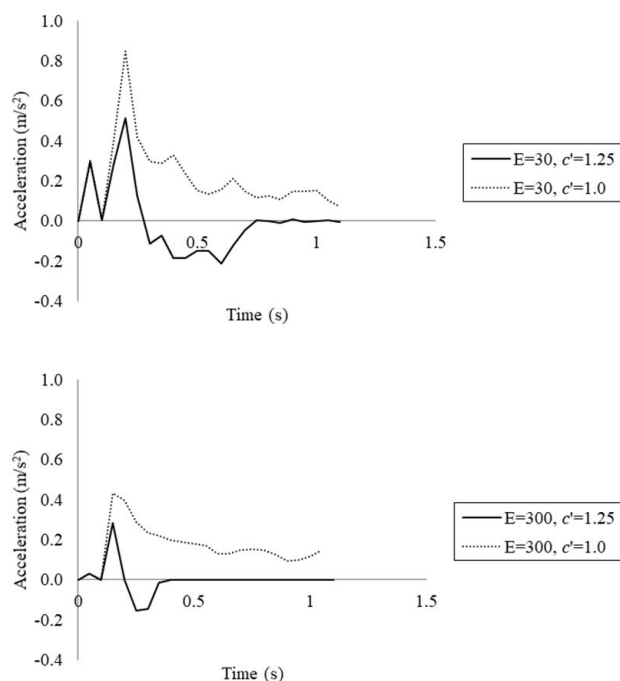 1.0
0.8
0.6
0.4
0.2
0.0
-0.2
-0.4
Acceleration (m/s²)
0 0.5 1 1.5
Time (s)
E=30, c'=1.25
E=30, c'=1.0
1.0
0.8
0.6
0.4
0.2
0.0
-0.2
-0.4
Acceleration (m/s²)
0 0.5 1 1.5
Time (s)
E=300, c'=1.25
E=300, c'=1.0